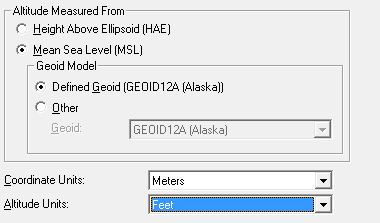 Altitude Measured From
Height Above Ellipsoid (HAE)
Mean Sea Level (MSL)
Geoid Model
Defined Geoid (GEOID12A (Alaska))
Other
Geoid: GEOID12A (Alaska)
Coordinate Units: Meters
Altitude Units: Feet